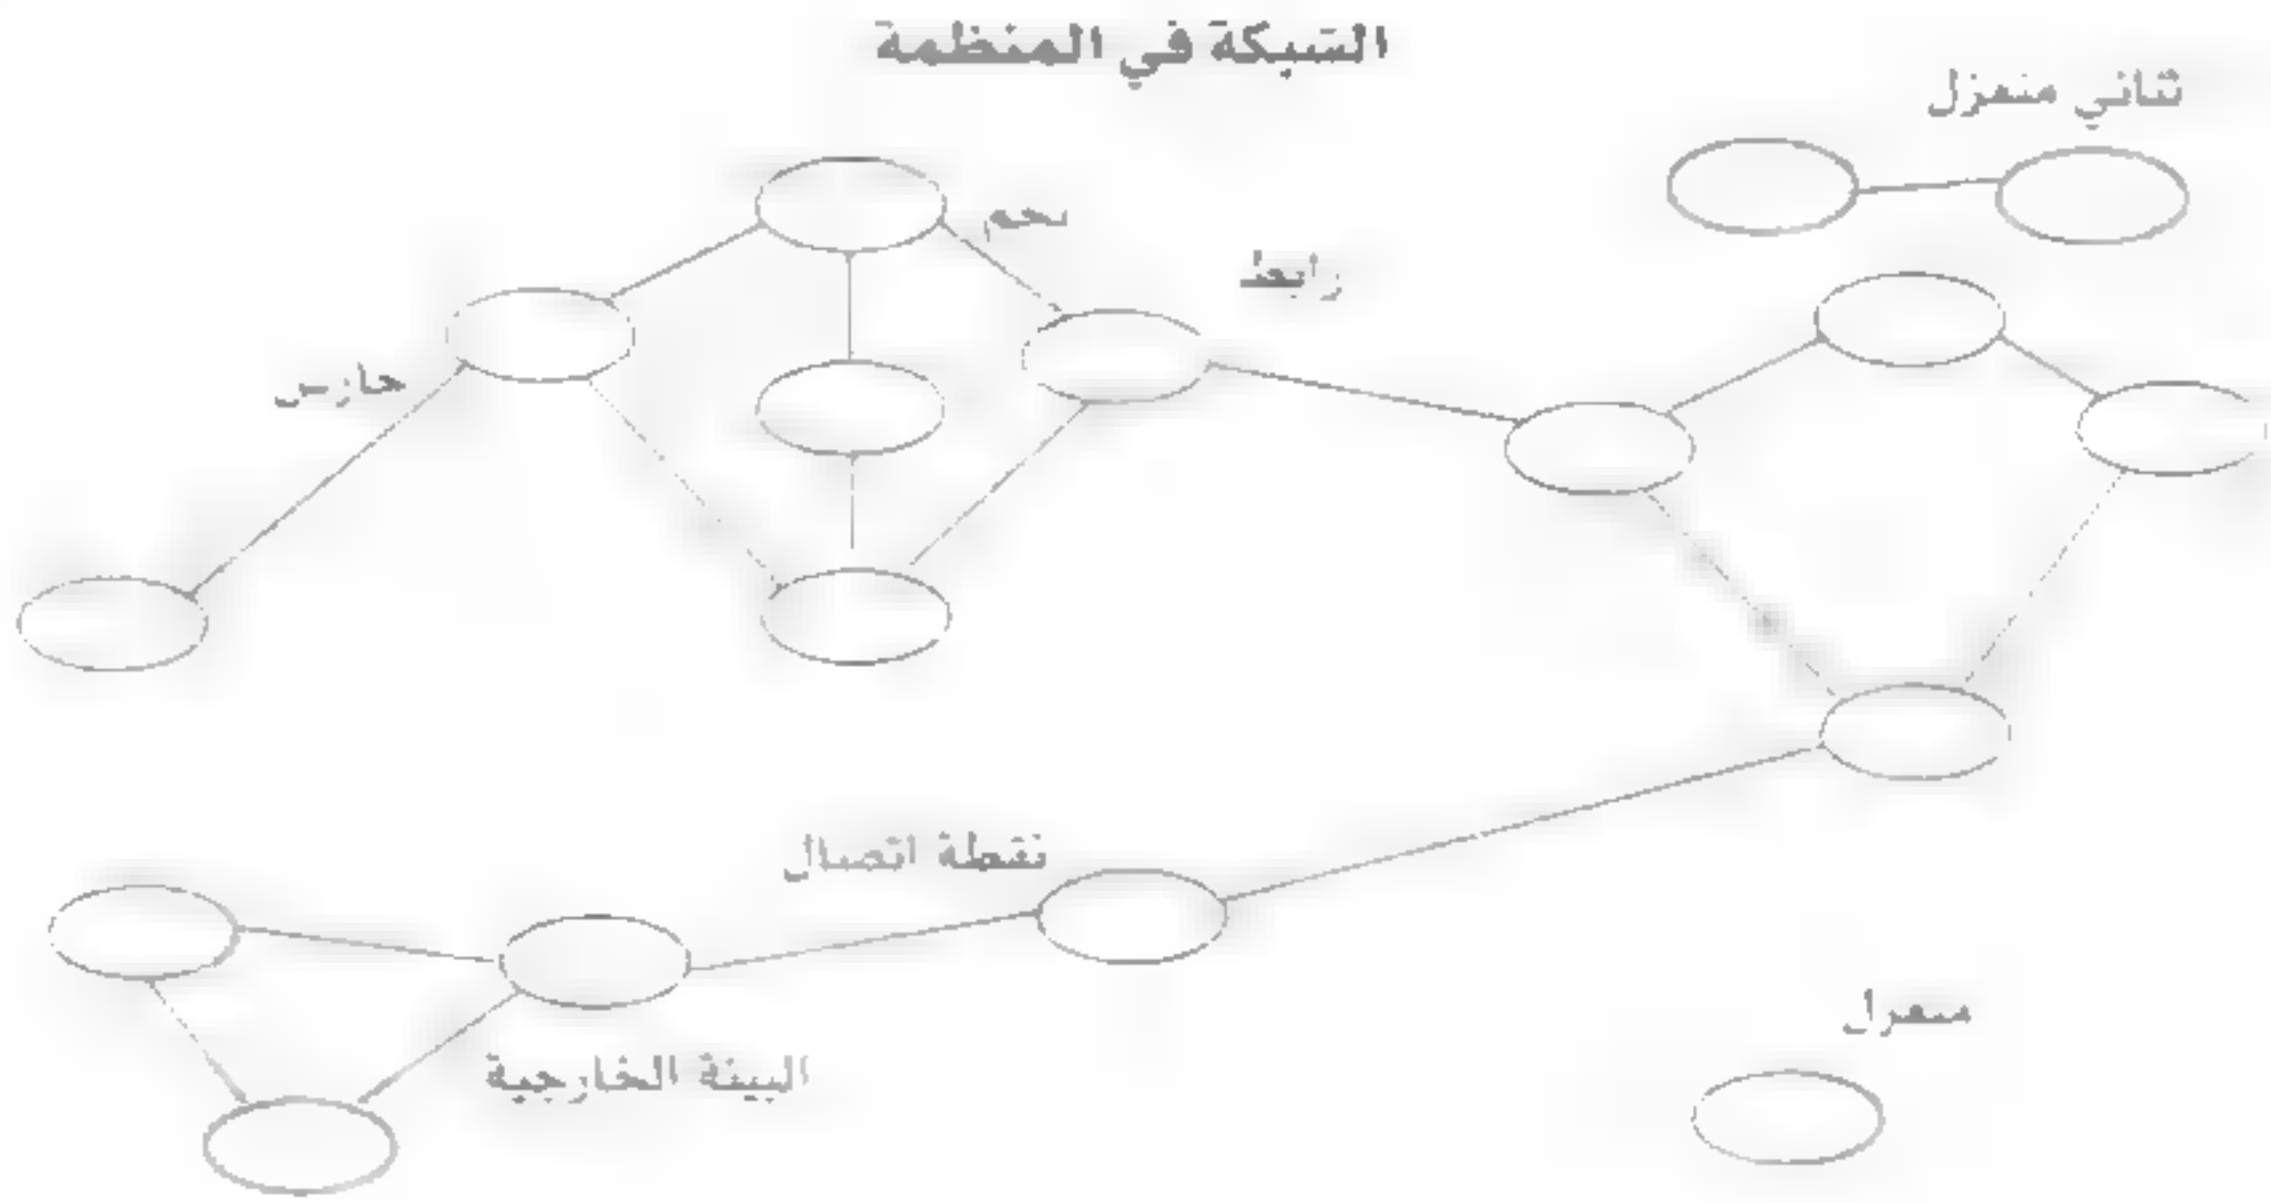 الشبكة في المنظمة
ثنائي منعزل
نجم
رابط
حارس
نقطة اتصال
منعزل
البيئة الخارجية